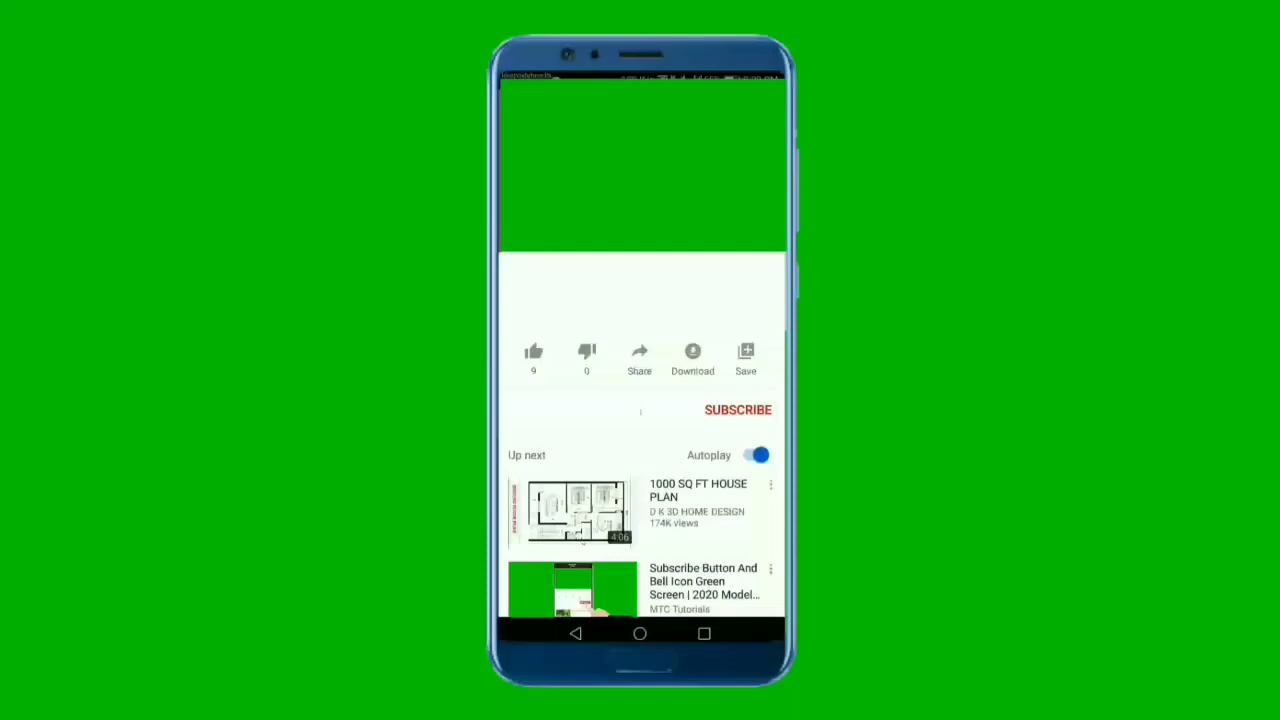 9
0
Share
Download
Save
SUBSCRIBE
Up next
Autoplay
1000 SQ FT HOUSE
PLAN
D K 3D HOME DESIGN
174K views
4:06
Subscribe Button And
Bell Icon Green
Screen | 2020 Model...
MTC Tutorials